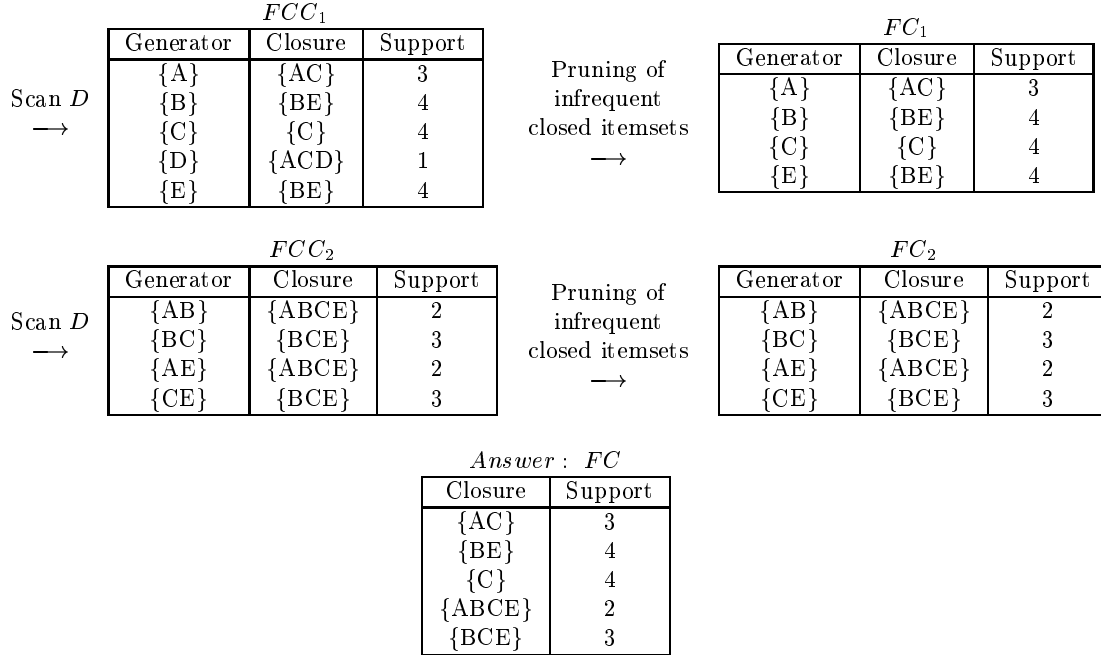 FCC₁
Generator Closure Support
{A} {AC} 3
{B} {BE} 4
{C} {C} 4
{D} {ACD} 1
{E} {BE} 4
Scan D
→
Pruning of
infrequent
closed itemsets
→
FC₁
Generator Closure Support
{A} {AC} 3
{B} {BE} 4
{C} {C} 4
{E} {BE} 4
FCC₂
Generator Closure Support
{AB} {ABCE} 2
{BC} {BCE} 3
{AE} {ABCE} 2
{CE} {BCE} 3
Scan D
→
Pruning of
infrequent
closed itemsets
→
FC₂
Generator Closure Support
{AB} {ABCE} 2
{BC} {BCE} 3
{AE} {ABCE} 2
{CE} {BCE} 3
Answer : FC
Closure Support
{AC} 3
{BE} 4
{C} 4
{ABCE} 2
{BCE} 3